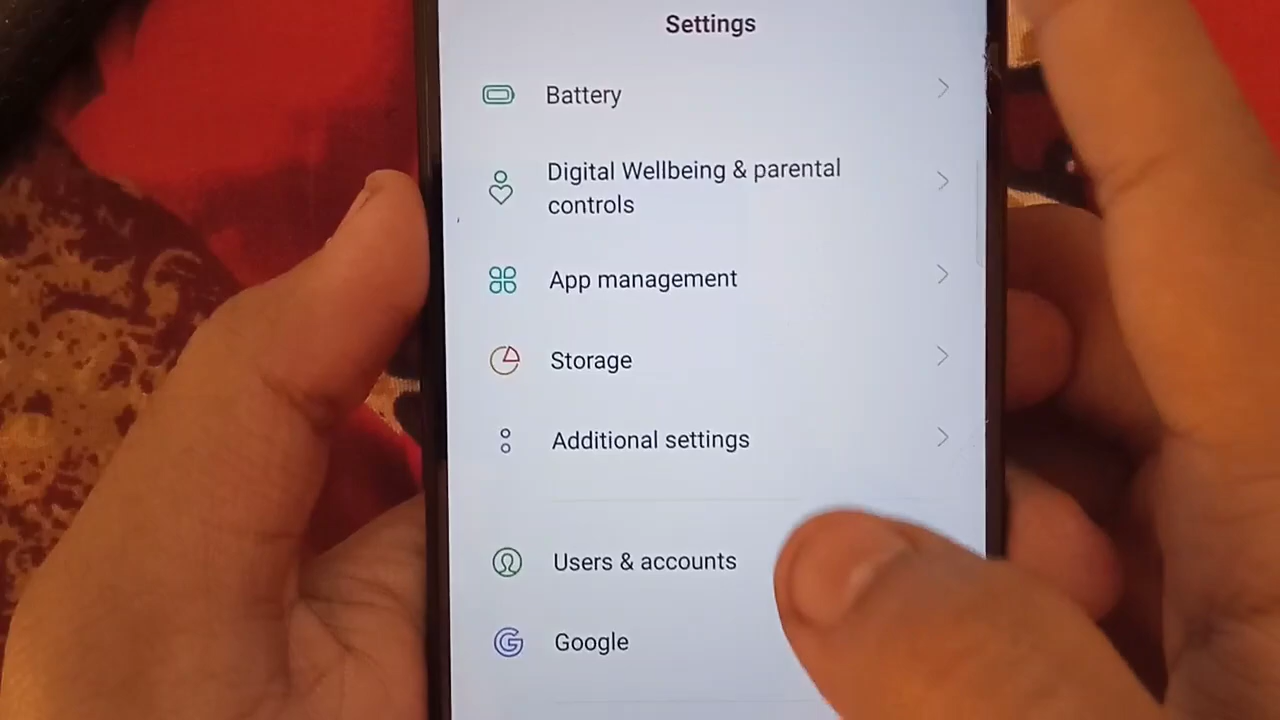 Settings
Battery
Digital Wellbeing & parental
controls
App management
Storage
Additional settings
Users & accounts
Google